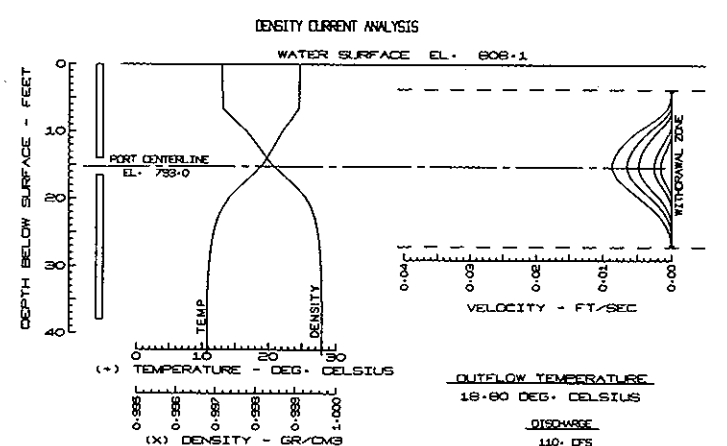 DENSITY CURRENT ANALYSIS
WATER SURFACE EL. 808.1
DEPTH BELOW SURFACE - FEET
0
10
20
30
40
PORT CENTERLINE
EL. 793.0
TEMP
DENSITY
0 10 20 30
(+) TEMPERATURE - DEG. CELSIUS
0.995 0.996 0.997 0.998 0.999 1.000
(X) DENSITY - GR/CM3
WITHDRAWAL ZONE
0.04 0.03 0.02 0.01 0.00
VELOCITY - FT/SEC
OUTFLOW TEMPERATURE
18.80 DEG. CELSIUS
DISCHARGE
110. CFS